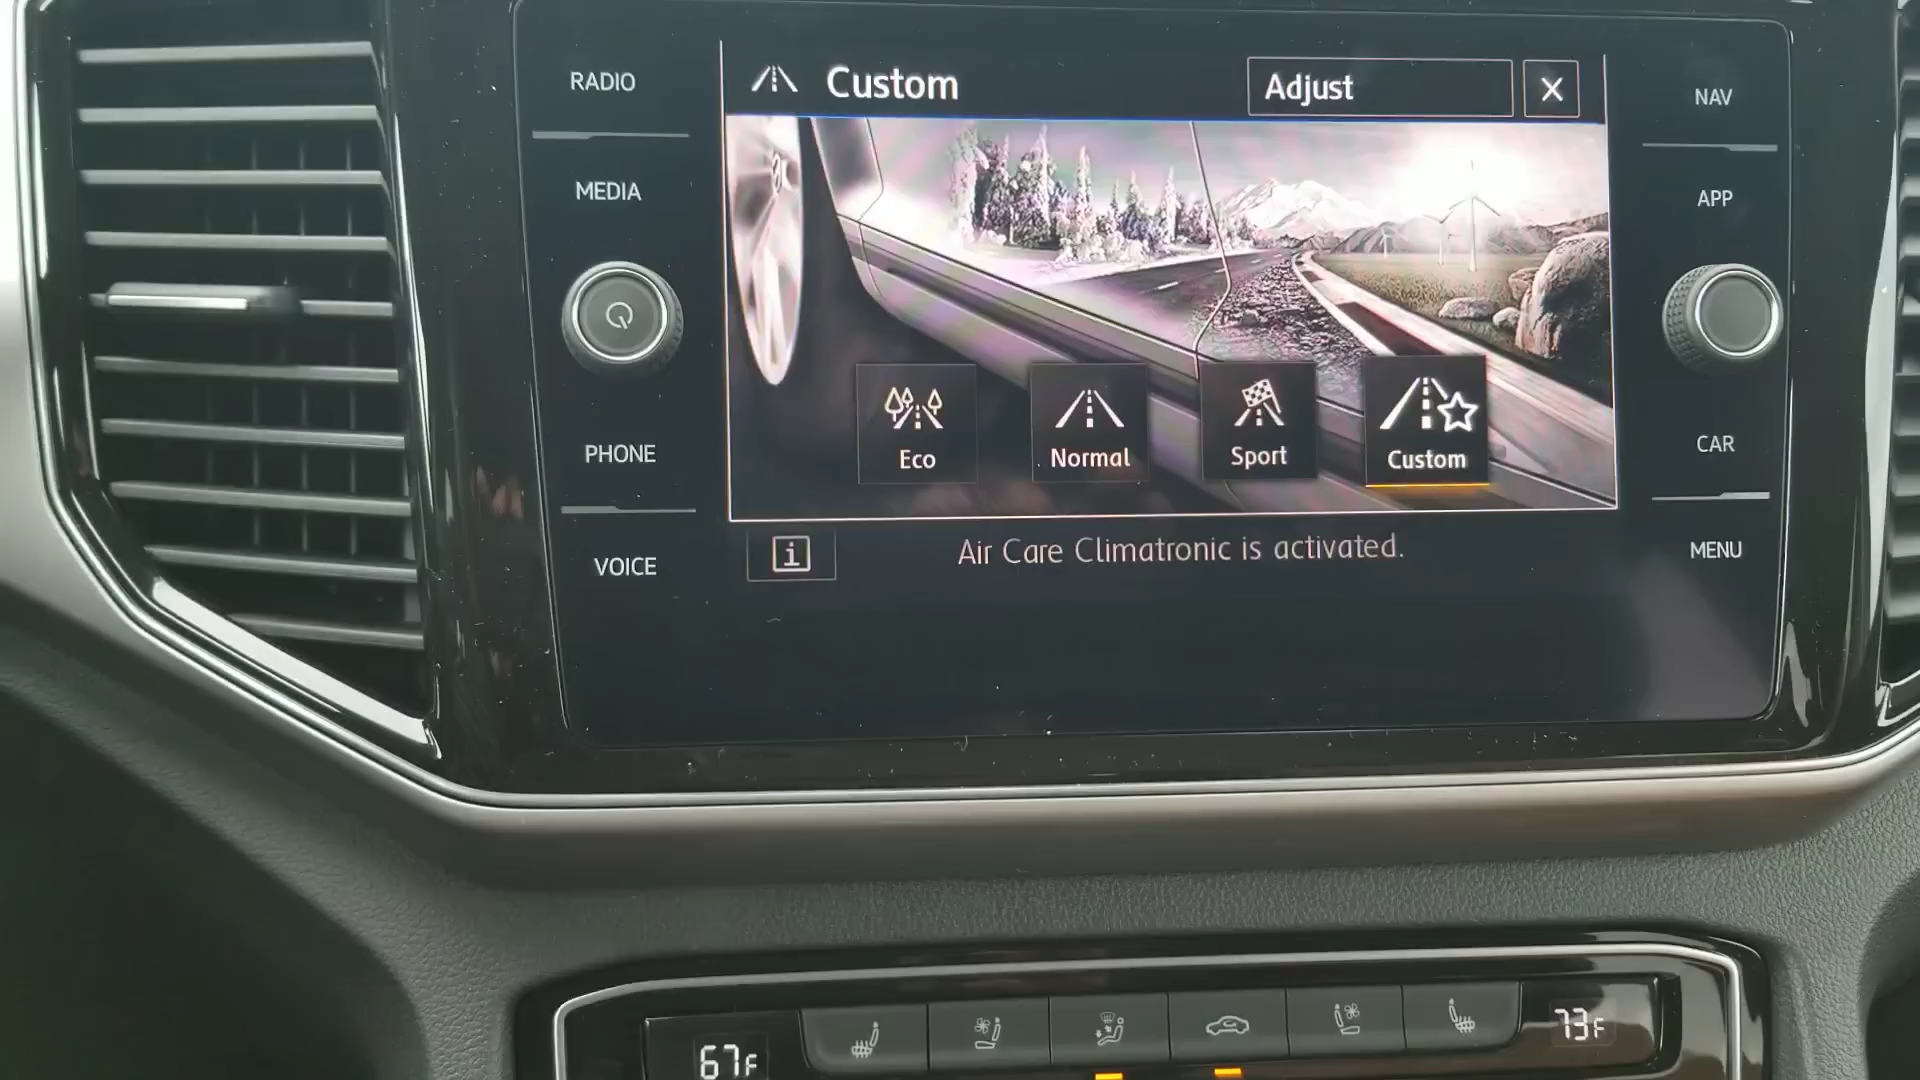 RADIO
MEDIA
PHONE
VOICE
Custom
Adjust
X
Eco
Normal
Sport
Custom
i
Air Care Climatronic is activated.
NAV
APP
CAR
MENU
67F
73F